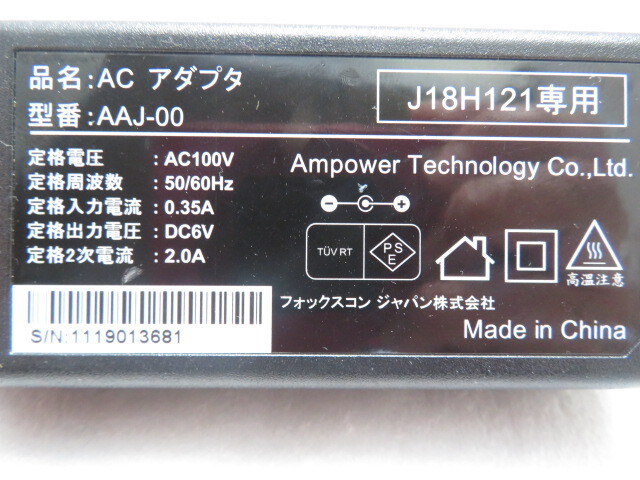 品名:AC アダプタ
J18H121専用
型番:AAJ-00
定格電圧 : AC100V
定格周波数 : 50/60Hz
定格入力電流 : 0.35A
定格出力電圧 : DC6V
定格2次電流 : 2.0A
Ampower Technology Co.,Ltd.
TÜV RT
PS
E
高温注意
フォックスコン ジャパン株式会社
S/N:1119013681
Made in China